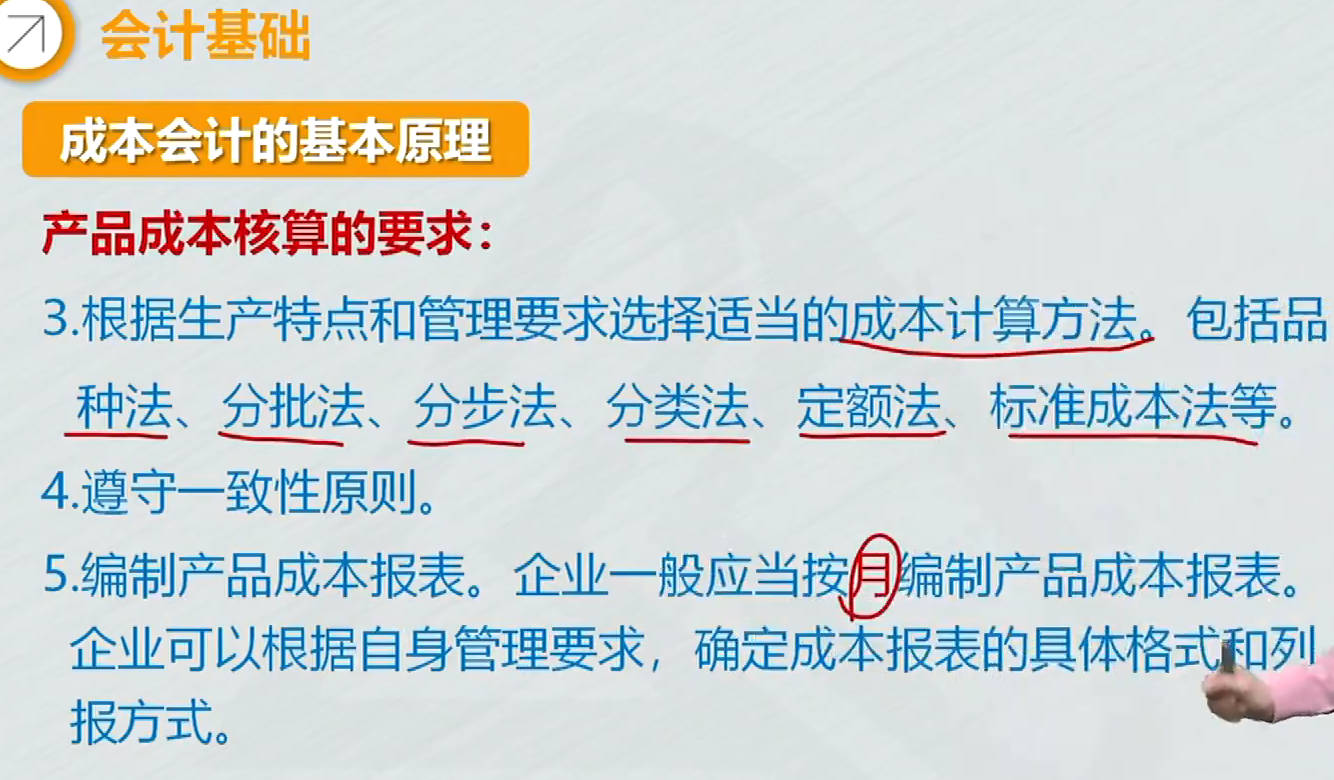 会计基础
成本会计的基本原理
产品成本核算的要求：
3.根据生产特点和管理要求选择适当的成本计算方法。包括品
种法、分批法、分步法、分类法、定额法、标准成本法等。
4.遵守一致性原则。
5.编制产品成本报表。企业一般应当按月编制产品成本报表。
企业可以根据自身管理要求，确定成本报表的具体格式和列
报方式。